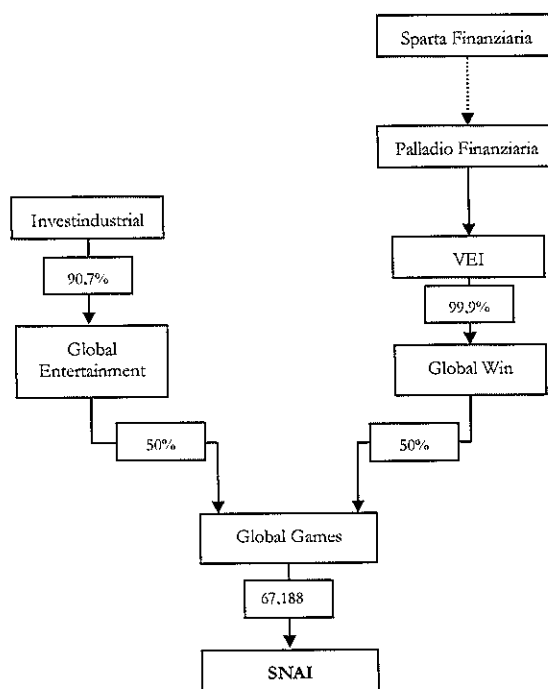 Sparta Finanziaria
Palladio Finanziaria
Investindustrial
VEI
90,7%
99,9%
Global
Entertainment
Global Win
50%
50%
Global Games
67,188
SNAI